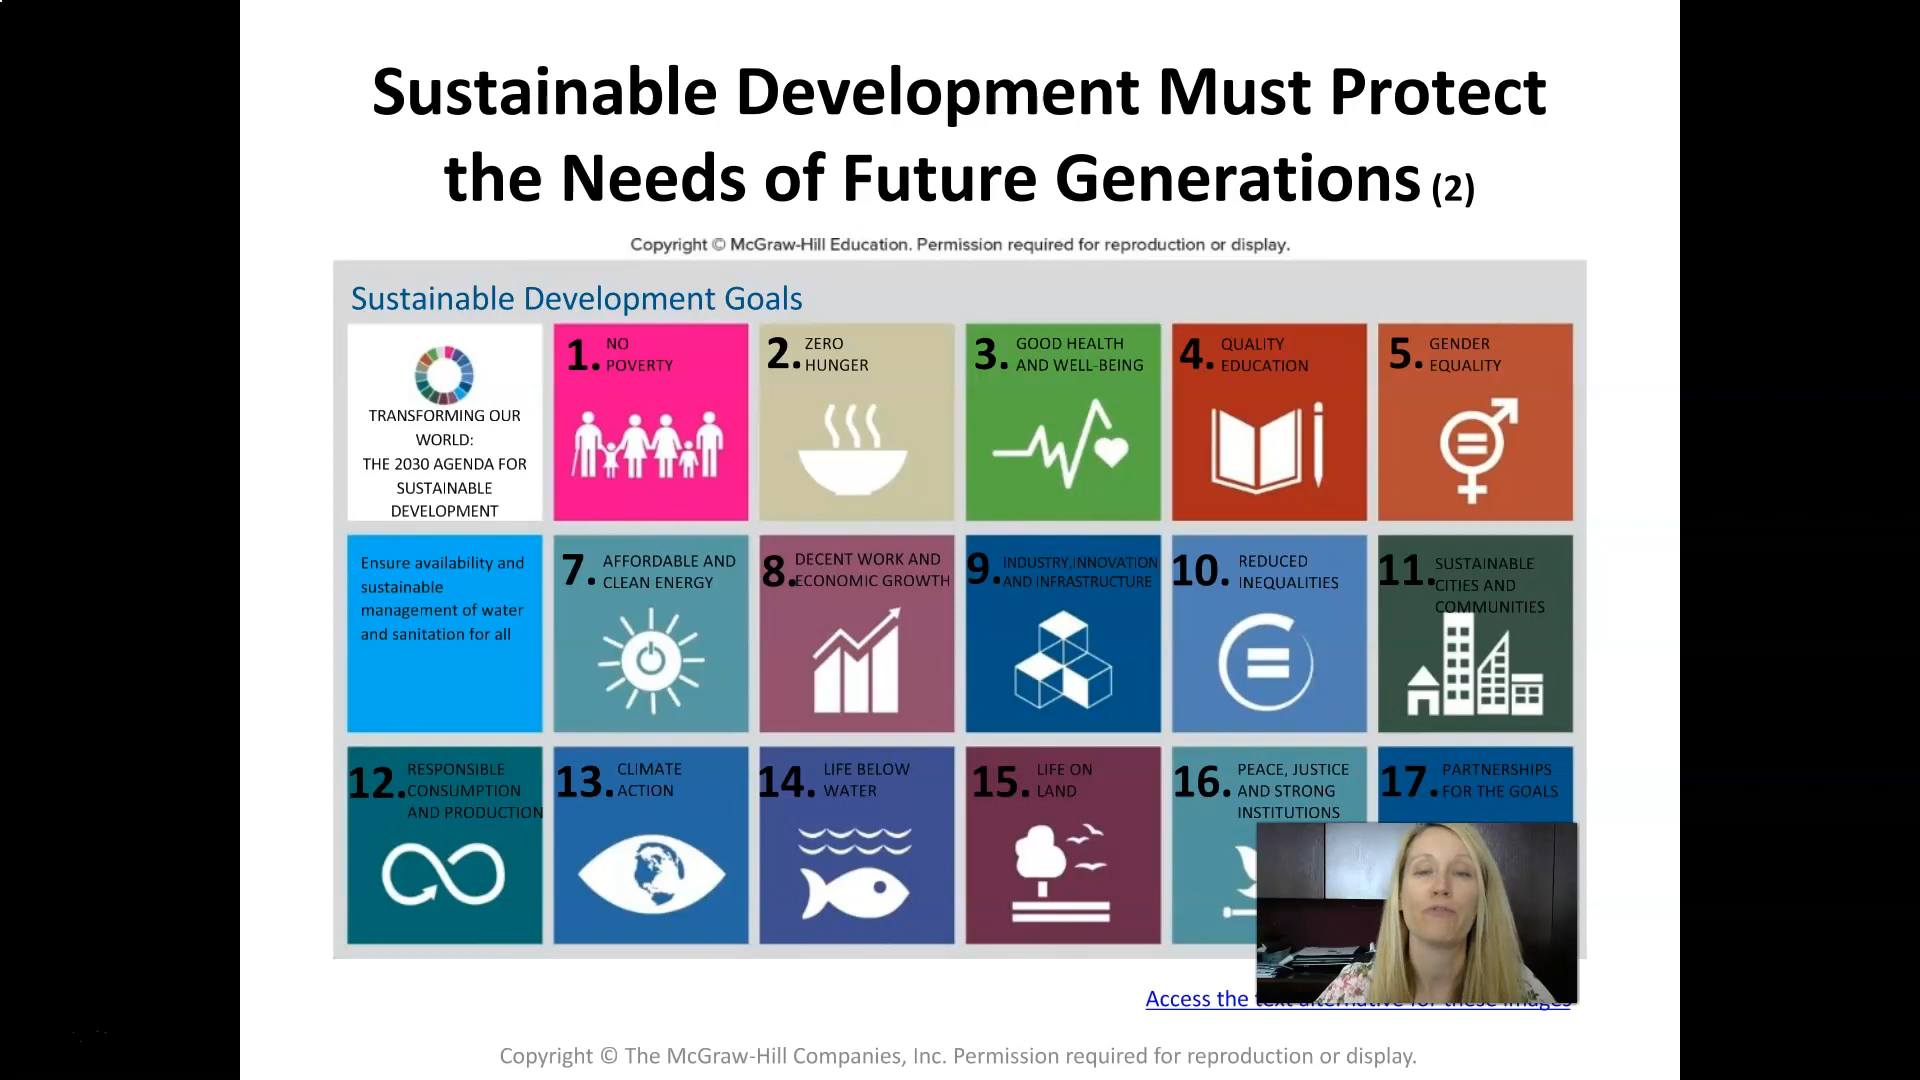 Sustainable Development Must Protect
the Needs of Future Generations (2)
Copyright © McGraw-Hill Education. Permission required for reproduction or display.
Sustainable Development Goals
TRANSFORMING OUR
WORLD:
THE 2030 AGENDA FOR
SUSTAINABLE
DEVELOPMENT
1. NO
POVERTY
2. ZERO
HUNGER
3. GOOD HEALTH
AND WELL-BEING
4. QUALITY
EDUCATION
5. GENDER
EQUALITY
Ensure availability and
sustainable
management of water
and sanitation for all
7. AFFORDABLE AND
CLEAN ENERGY
8. DECENT WORK AND
ECONOMIC GROWTH
9. INDUSTRY,INNOVATION
AND INFRASTRUCTURE
10. REDUCED
INEQUALITIES
11. SUSTAINABLE
CITIES AND
COMMUNITIES
12. RESPONSIBLE
CONSUMPTION
AND PRODUCTION
13. CLIMATE
ACTION
14. LIFE BELOW
WATER
15. LIFE ON
LAND
16. PEACE, JUSTICE
AND STRONG
INSTITUTIONS
17. PARTNERSHIPS
FOR THE GOALS
Access the text alternative for these images
Copyright © The McGraw-Hill Companies, Inc. Permission required for reproduction or display.